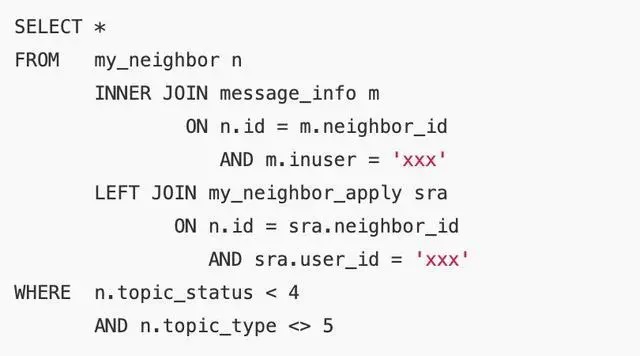 SELECT *
FROM   my_neighbor n
       INNER JOIN message_info m
               ON n.id = m.neighbor_id
                  AND m.inuser = 'xxx'
       LEFT JOIN my_neighbor_apply sra
              ON n.id = sra.neighbor_id
                 AND sra.user_id = 'xxx'
WHERE  n.topic_status < 4
       AND n.topic_type <> 5